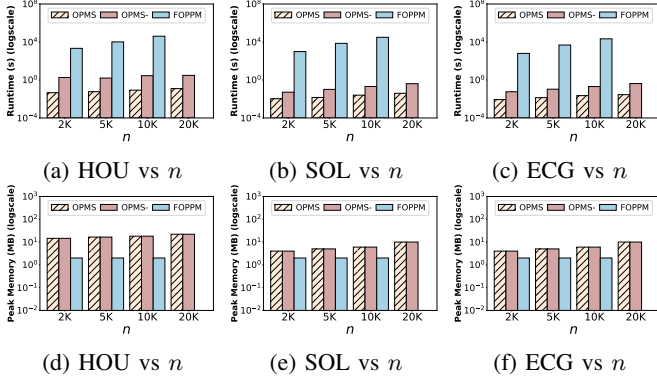 OPMS OPMS- FOPPM
Runtime (s) (logscale)
10^4
10^0
10^-4
2K 5K 10K 20K
n
(a) HOU vs n
OPMS OPMS- FOPPM
Runtime (s) (logscale)
10^4
10^0
10^-4
2K 5K 10K 20K
n
(b) SOL vs n
OPMS OPMS- FOPPM
Runtime (s) (logscale)
10^4
10^0
10^-4
2K 5K 10K 20K
n
(c) ECG vs n
OPMS OPMS- FOPPM
Peak Memory (MB) (logscale)
10^3
10^2
10^1
10^0
10^-1
10^-2
2K 5K 10K 20K
n
(d) HOU vs n
OPMS OPMS- FOPPM
Peak Memory (MB) (logscale)
10^3
10^2
10^1
10^0
10^-1
10^-2
2K 5K 10K 20K
n
(e) SOL vs n
OPMS OPMS- FOPPM
Peak Memory (MB) (logscale)
10^3
10^2
10^1
10^0
10^-1
10^-2
2K 5K 10K 20K
n
(f) ECG vs n